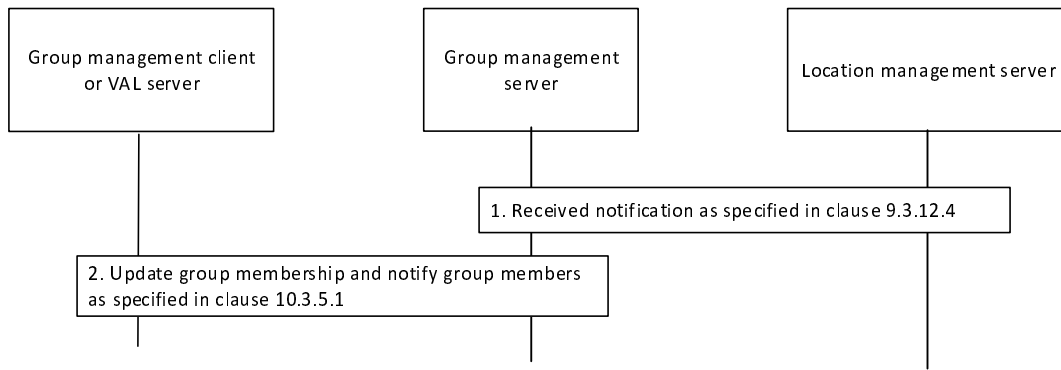 Group management client
or VAL server
Group management
server
Location management server
1. Received notification as specified in clause 9.3.12.4
2. Update group membership and notify group members
as specified in clause 10.3.5.1